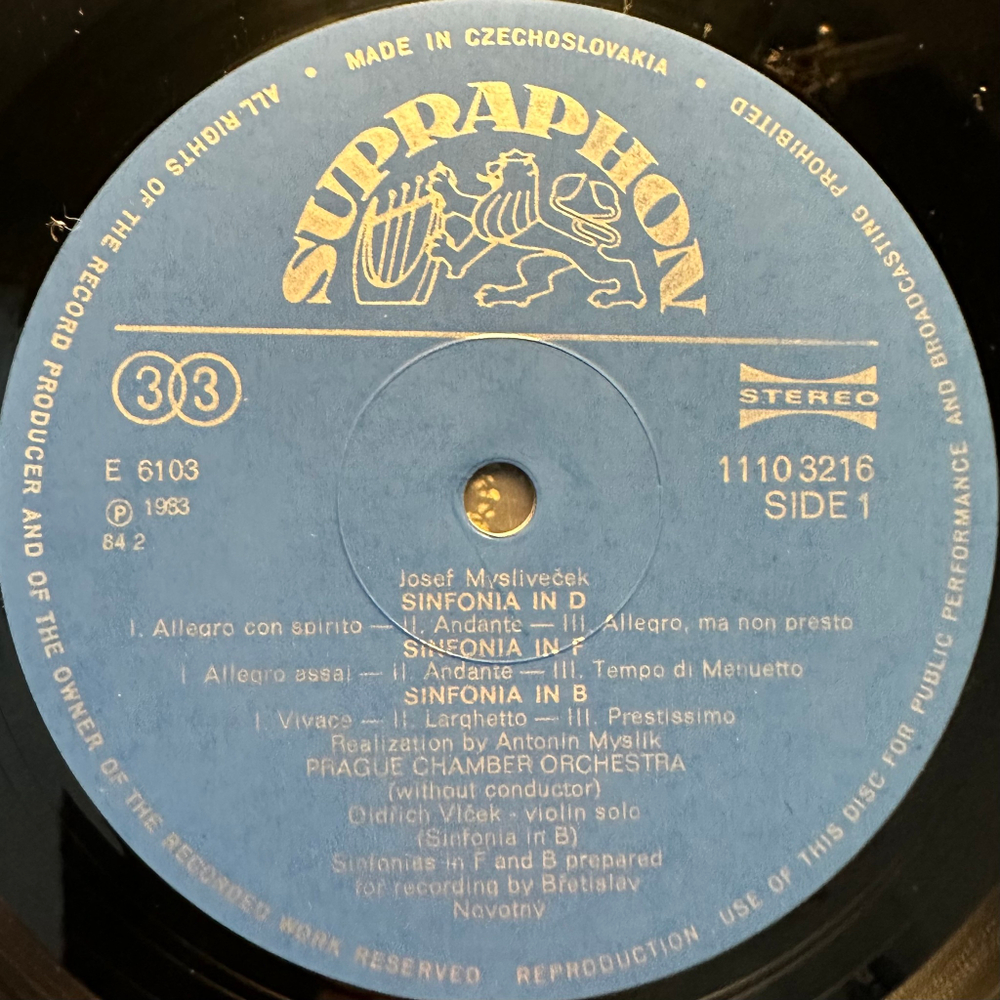 ALL RIGHTS OF THE RECORD PRODUCER AND OF THE OWNER OF THE RECORDED WORK RESERVED
MADE IN CZECHOSLOVAKIA
REPRODUCTION, USE OF THIS DISC FOR PUBLIC PERFORMANCE AND BROADCASTING PROHIBITED
SUPRAPHON
33
STEREO
E 6103
1110 3216
Ⓟ 1983
SIDE 1
84 2
Josef Mysliveček
SINFONIA IN D
I. Allegro con spirito — II. Andante — III. Allegro, ma non presto
SINFONIA IN F
I Allegro assai — II. Andante — III. Tempo di Menuetto
SINFONIA IN B
I. Vivace — II. Larghetto — III. Prestissimo
Realization by Antonín Myslík
PRAGUE CHAMBER ORCHESTRA
(without conductor)
Oldřich Vlček - violin solo
(Sinfonia in B)
Sinfonias in F and B prepared
for recording by Břetislav
Novotný